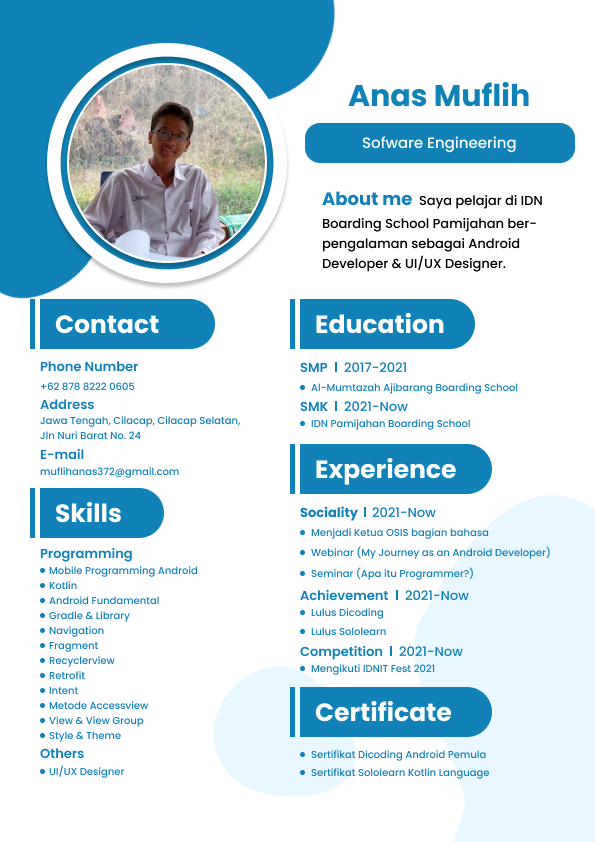 Anas Muflih
Sofware Engineering
About me Saya pelajar di IDN
Boarding School Pamijahan ber-
pengalaman sebagai Android
Developer & UI/UX Designer.
Contact
Phone Number
+62 878 8222 0605
Address
Jawa Tengah, Cilacap, Cilacap Selatan,
Jln Nuri Barat No. 24
E-mail
muflihanas372@gmail.com
Skills
Programming
Mobile Programming Android
Kotlin
Android Fundamental
Gradle & Library
Navigation
Fragment
Recyclerview
Retrofit
Intent
Metode Accessview
View & View Group
Style & Theme
Others
UI/UX Designer
Education
SMP | 2017-2021
Al-Mumtazah Ajibarang Boarding School
SMK | 2021-Now
IDN Pamijahan Boarding School
Experience
Sociality | 2021-Now
Menjadi Ketua OSIS bagian bahasa
Webinar (My Journey as an Android Developer)
Seminar (Apa itu Programmer?)
Achievement | 2021-Now
Lulus Dicoding
Lulus Sololearn
Competition | 2021-Now
Mengikuti IDNIT Fest 2021
Certificate
Sertifikat Dicoding Android Pemula
Sertifikat Sololearn Kotlin Language